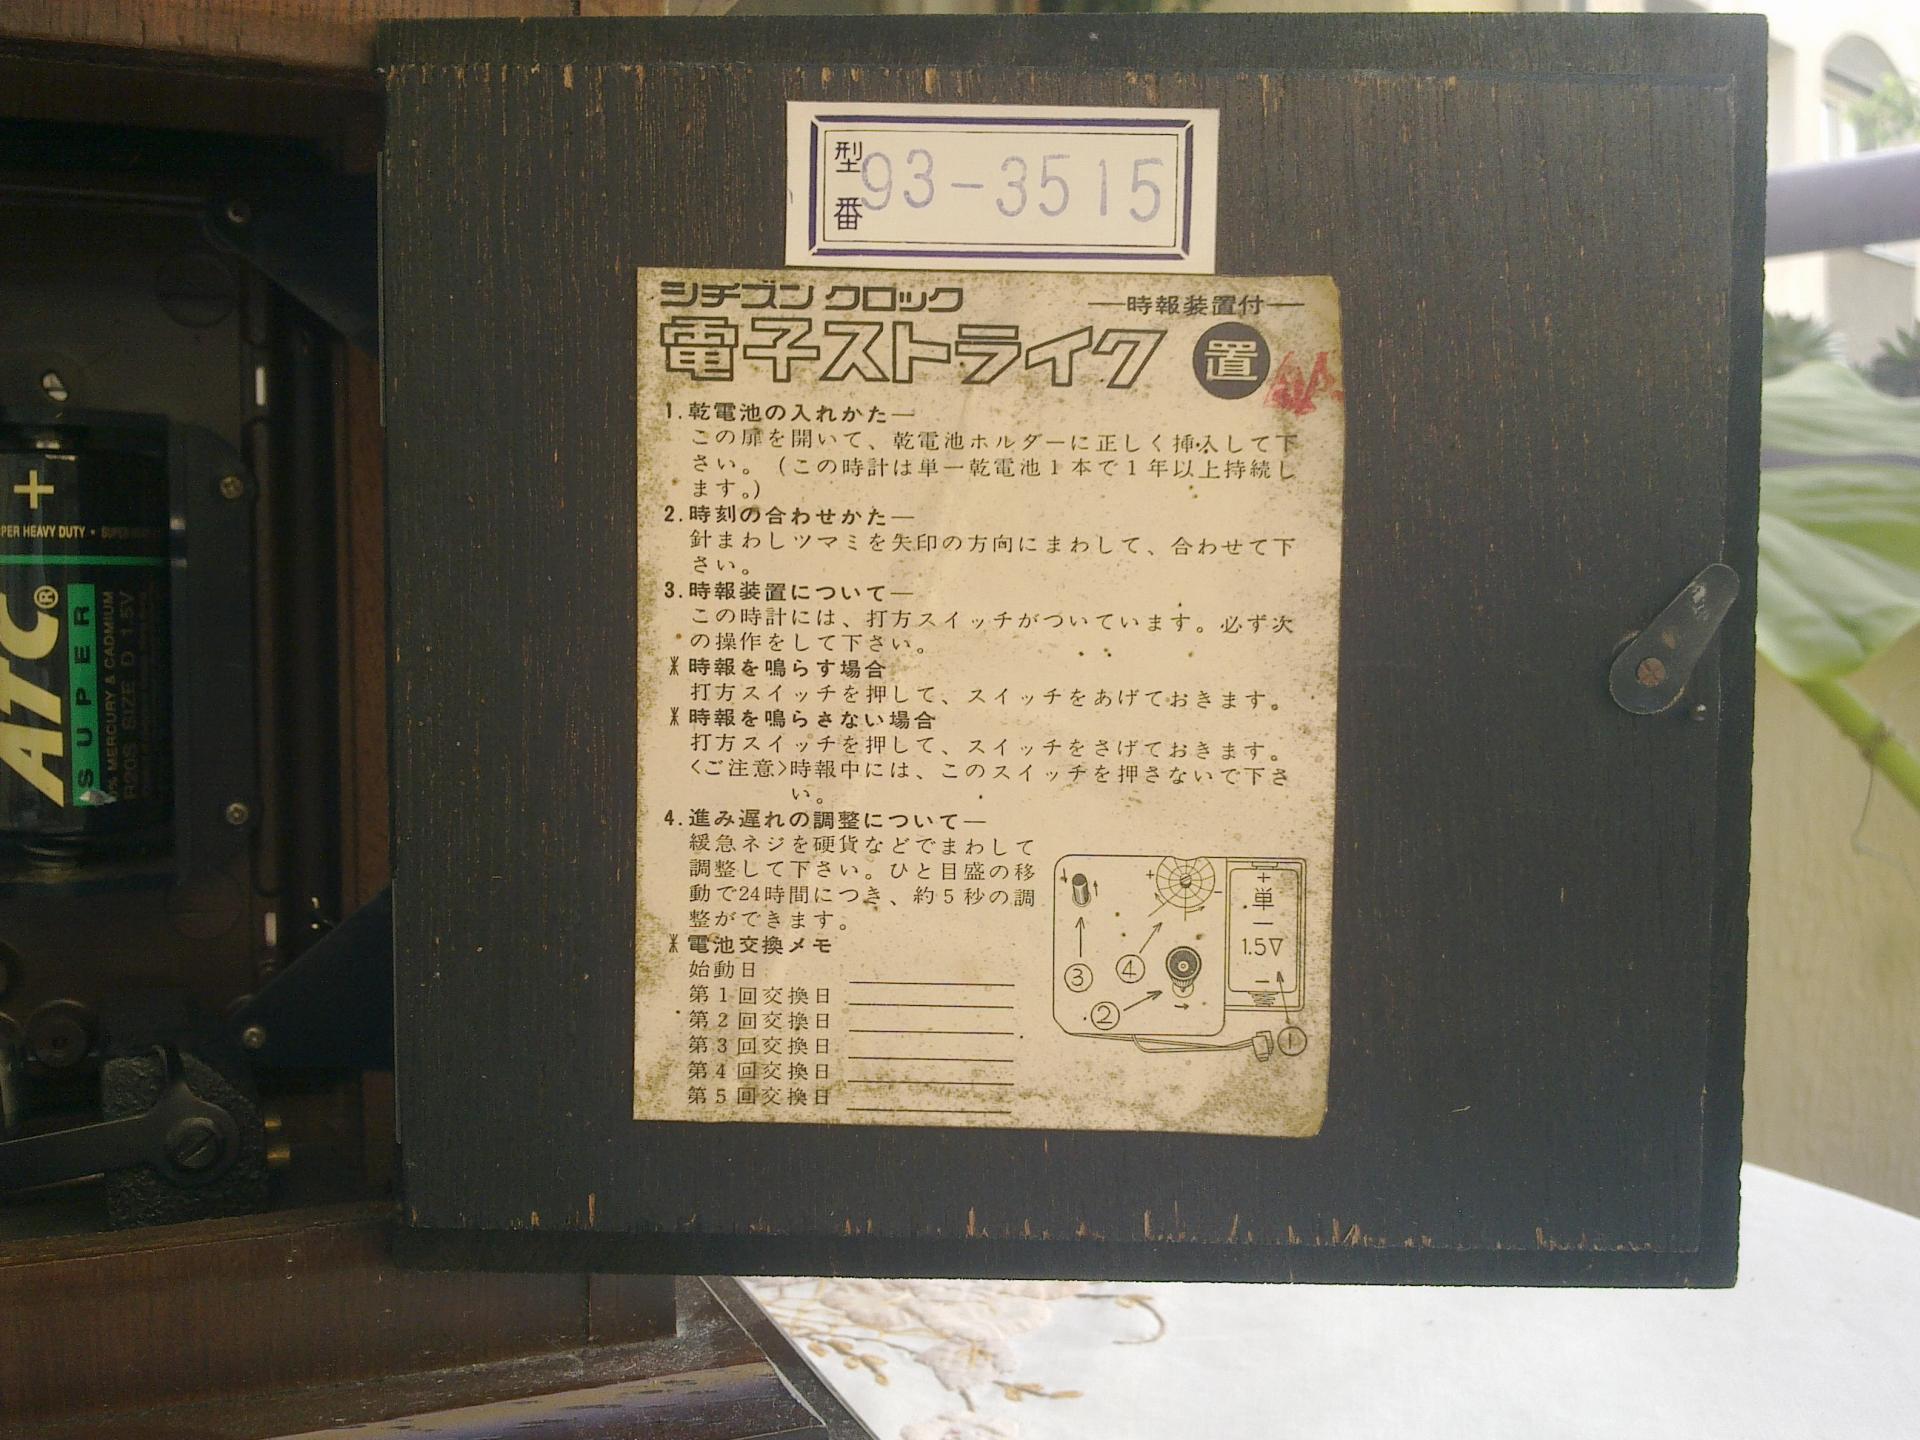 型番 93-3515
シチズン クロック
―時報装置付―
電子ストライク 置
1.乾電池の入れかた―
この扉を開いて、乾電池ホルダーに正しく挿入して下
さい。(この時計は単一乾電池1本で1年以上持続し
ます。)
2.時刻の合わせかた―
針まわしツマミを矢印の方向にまわして、合わせて下
さい。
3.時報装置について―
この時計には、打方スイッチがついています。必ず次
の操作をして下さい。
※時報を鳴らす場合
打方スイッチを押して、スイッチをあげておきます。
※時報を鳴らさない場合
打方スイッチを押して、スイッチをさげておきます。
<ご注意>時報中には、このスイッチを押さないで下さ
い。
4.進み遅れの調整について―
緩急ネジを硬貨などでまわして
調整して下さい。ひと目盛の移
動で24時間につき、約5秒の調
整ができます。
※電池交換メモ
始動日
第1回交換日
第2回交換日
第3回交換日
第4回交換日
第5回交換日
+
単
一
1.5V
−
+
−
③
④
②
①
+
PER HEAVY DUTY
ATC®
SUPER
% MERCURY & CADMIUM
R20S SIZE D 1.5V